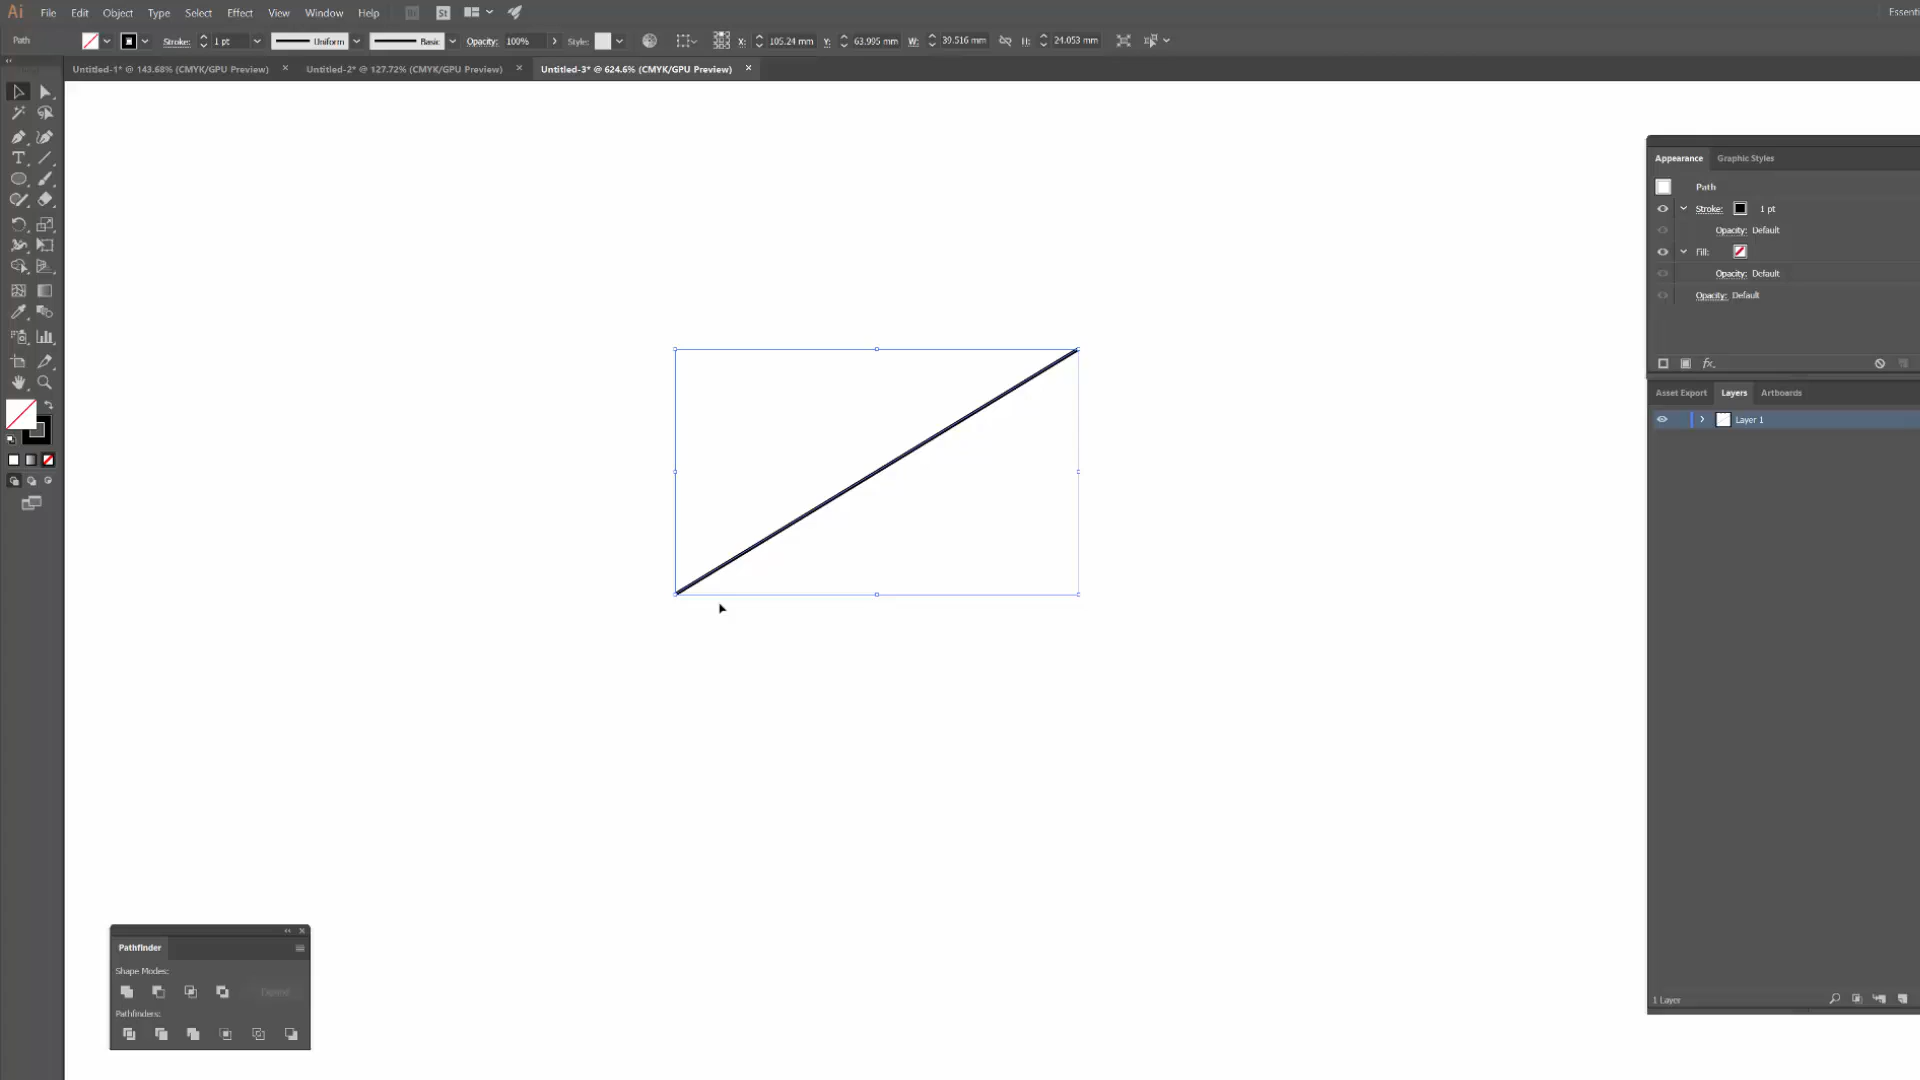 Ai File Edit Object Type Select Effect View Window Help Br St Essenti
Path Stroke: 1 pt Uniform Basic Opacity: 100% Style: X: 105.24 mm Y: 63.995 mm W: 39.516 mm H: 24.053 mm
Untitled-1* @ 143.68% (CMYK/GPU Preview) Untitled-2* @ 127.72% (CMYK/GPU Preview) Untitled-3* @ 624.6% (CMYK/GPU Preview)
Appearance Graphic Styles
Path
Stroke: 1 pt
Opacity: Default
Fill:
Opacity: Default
Opacity: Default
fx.
Asset Export Layers Artboards
Layer 1
Pathfinder
Shape Modes:
Expand
Pathfinders:
1 Layer